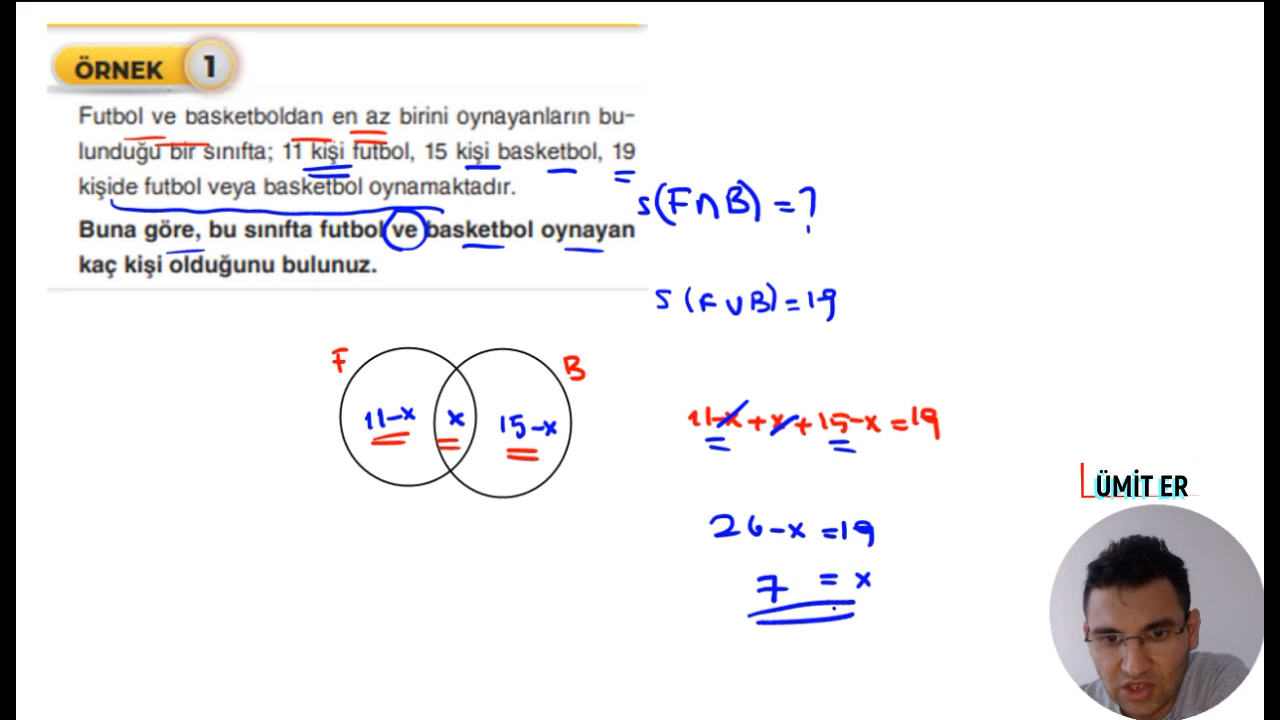 ÖRNEK 1
Futbol ve basketboldan en az birini oynayanların bu-
lunduğu bir sınıfta; 11 kişi futbol, 15 kişi basketbol, 19
kişide futbol veya basketbol oynamaktadır.
Buna göre, bu sınıfta futbol ve basketbol oynayan
kaç kişi olduğunu bulunuz.
s(F∩B) = ?
s(F∪B) = 19
F
B
11-x
x
15-x
11-x+x+15-x=19
26-x=19
7 = x
ÜMİT ER